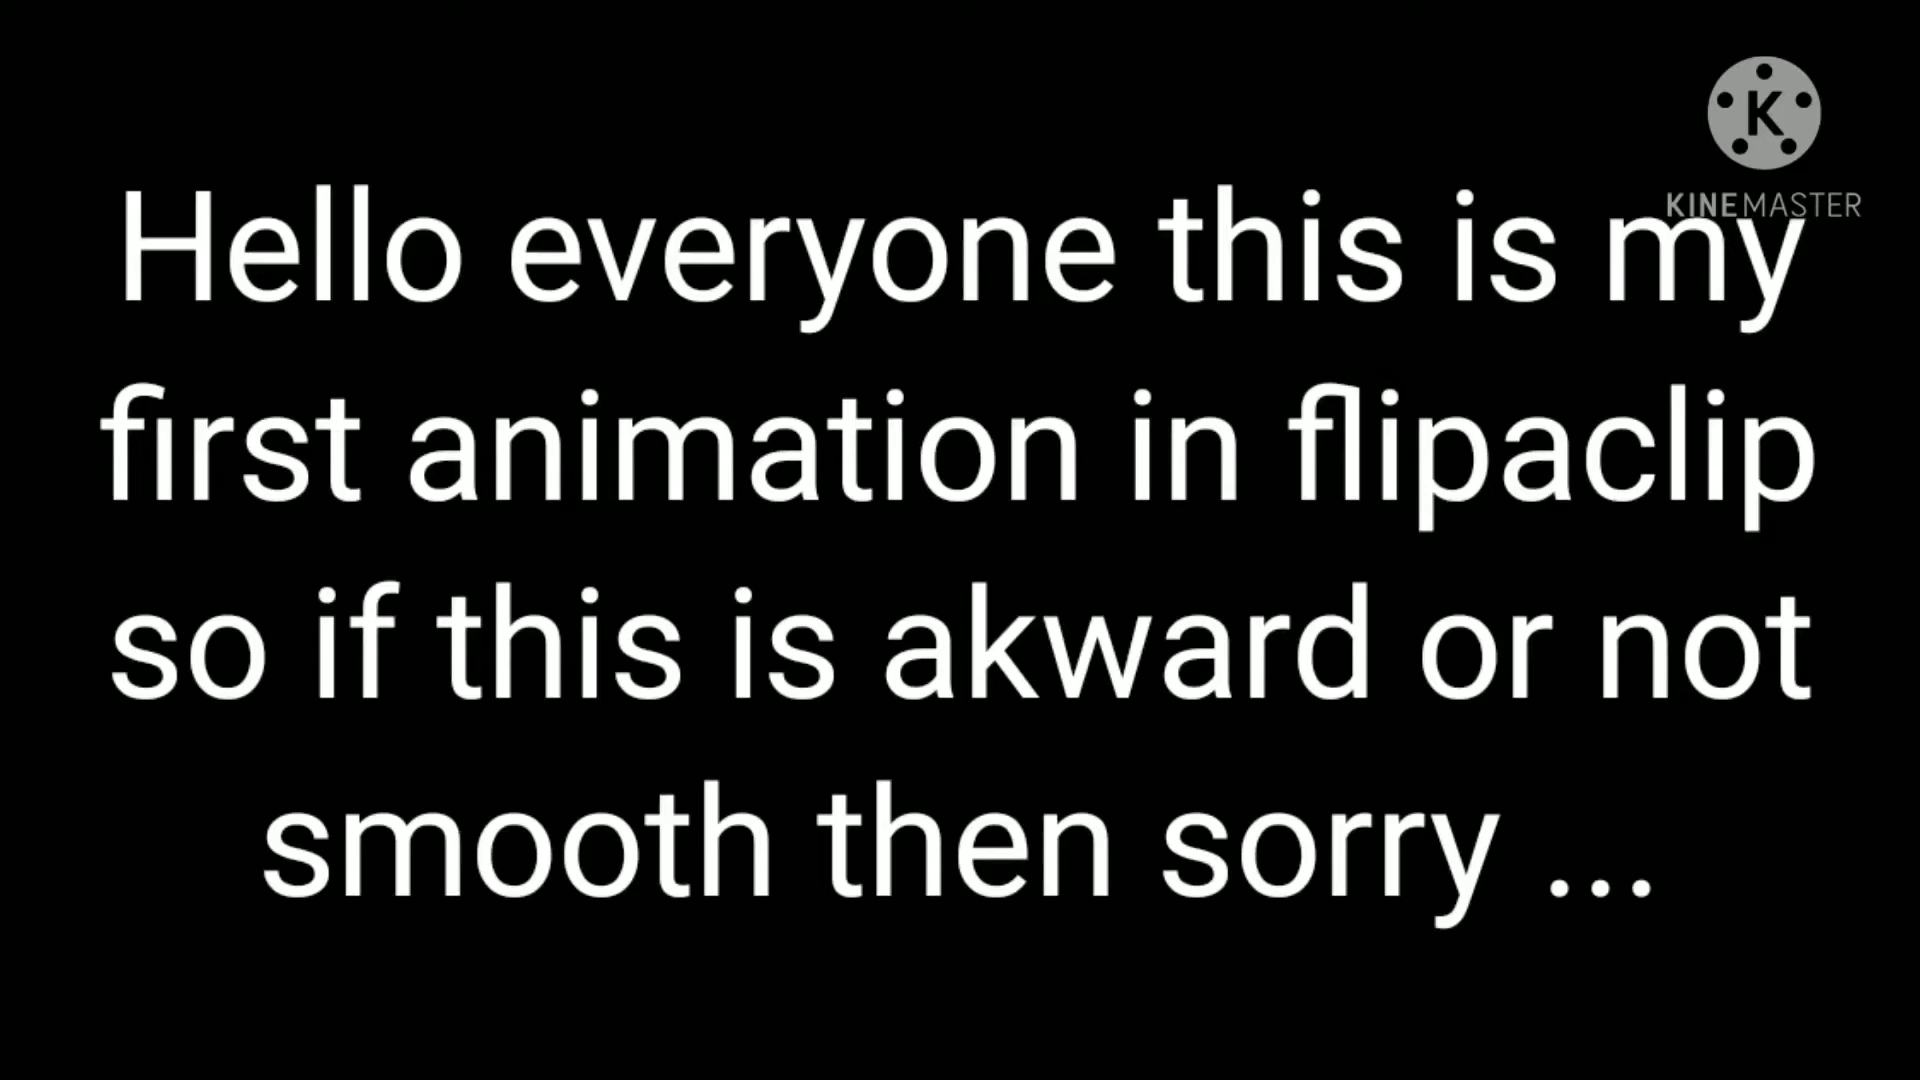 K
KINEMASTER
Hello everyone this is my
first animation in flipaclip
so if this is akward or not
smooth then sorry ...